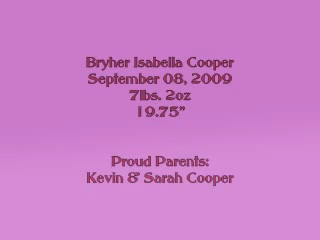 Bryher Isabella Cooper
September 08, 2009
7lbs. 2oz
19.75"
Proud Parents:
Kevin & Sarah Cooper